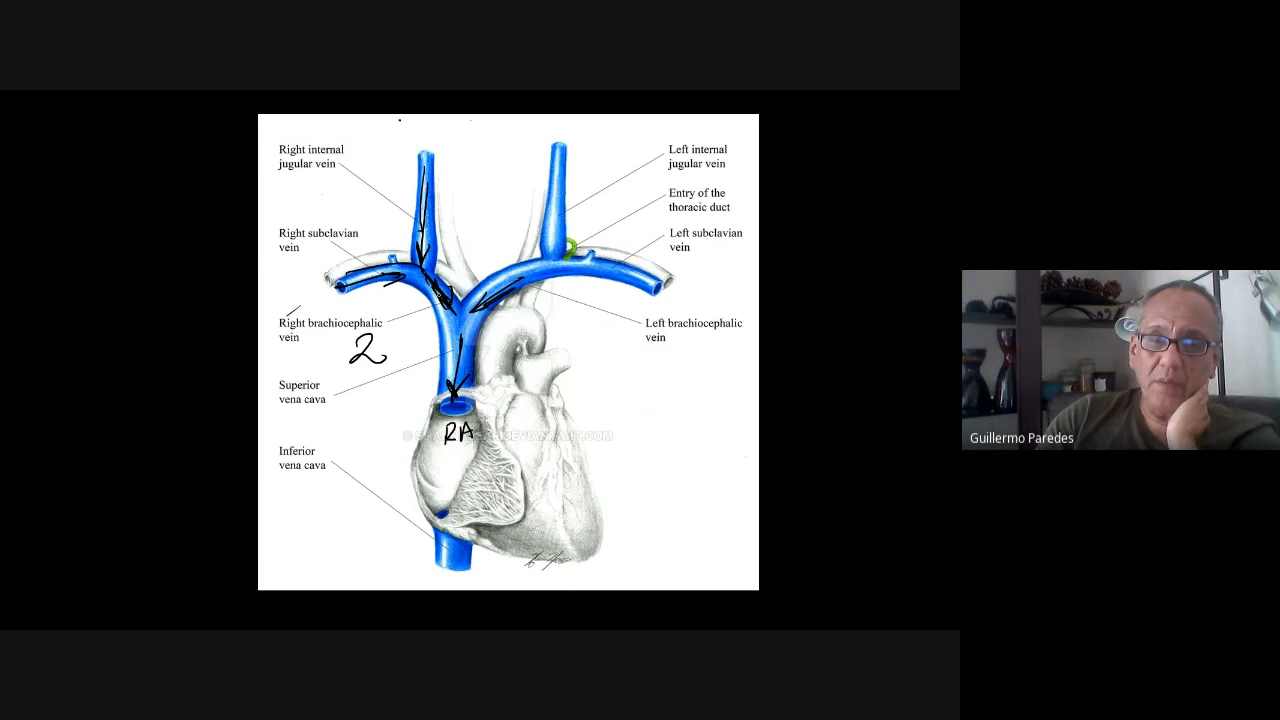 Right internal
jugular vein
Left internal
jugular vein
Entry of the
thoracic duct
Right subclavian
vein
Left subclavian
vein
Right brachiocephalic
vein
Left brachiocephalic
vein
2
Superior
vena cava
RA
Inferior
vena cava
Guillermo Paredes